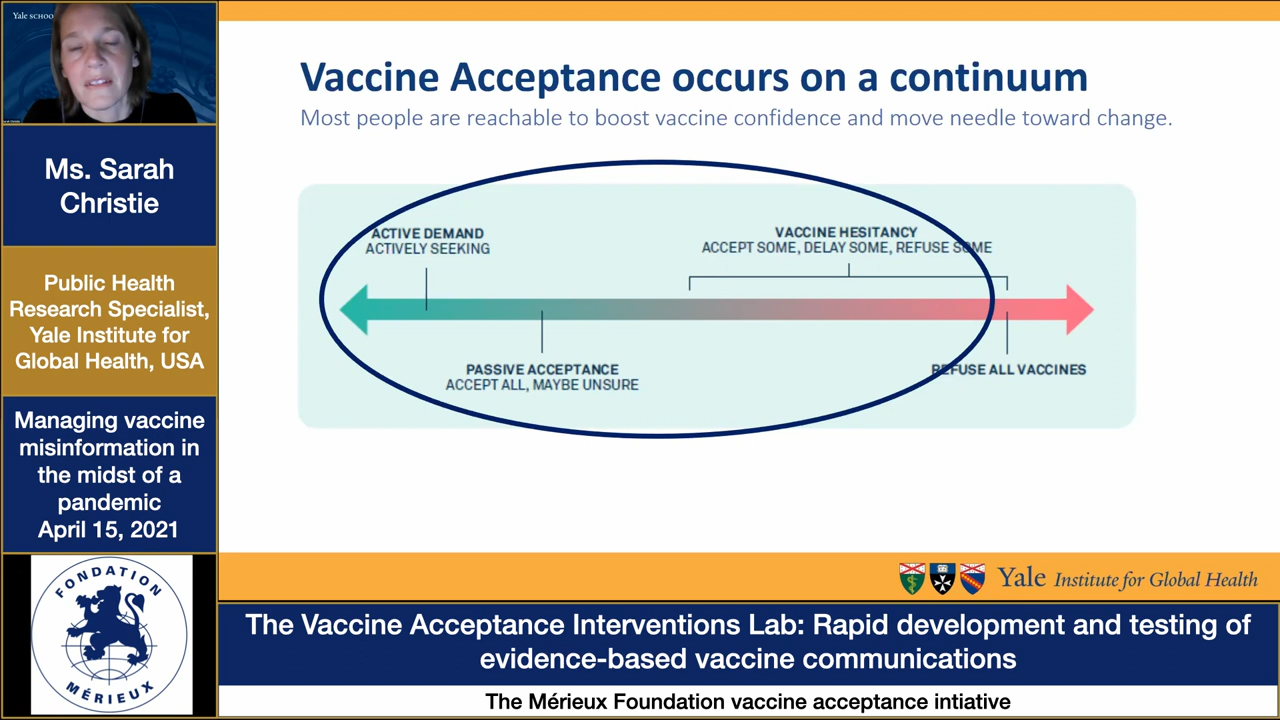 Yale SCHOO
Ms. Sarah
Christie
Public Health
Research Specialist,
Yale Institute for
Global Health, USA
Managing vaccine
misinformation in
the midst of a
pandemic
April 15, 2021
FONDATION
MÉRIEUX
Vaccine Acceptance occurs on a continuum
Most people are reachable to boost vaccine confidence and move needle toward change.
ACTIVE DEMAND
ACTIVELY SEEKING
VACCINE HESITANCY
ACCEPT SOME, DELAY SOME, REFUSE SOME
PASSIVE ACCEPTANCE
ACCEPT ALL, MAYBE UNSURE
REFUSE ALL VACCINES
Yale Institute for Global Health
The Vaccine Acceptance Interventions Lab: Rapid development and testing of
evidence-based vaccine communications
The Mérieux Foundation vaccine acceptance intiative